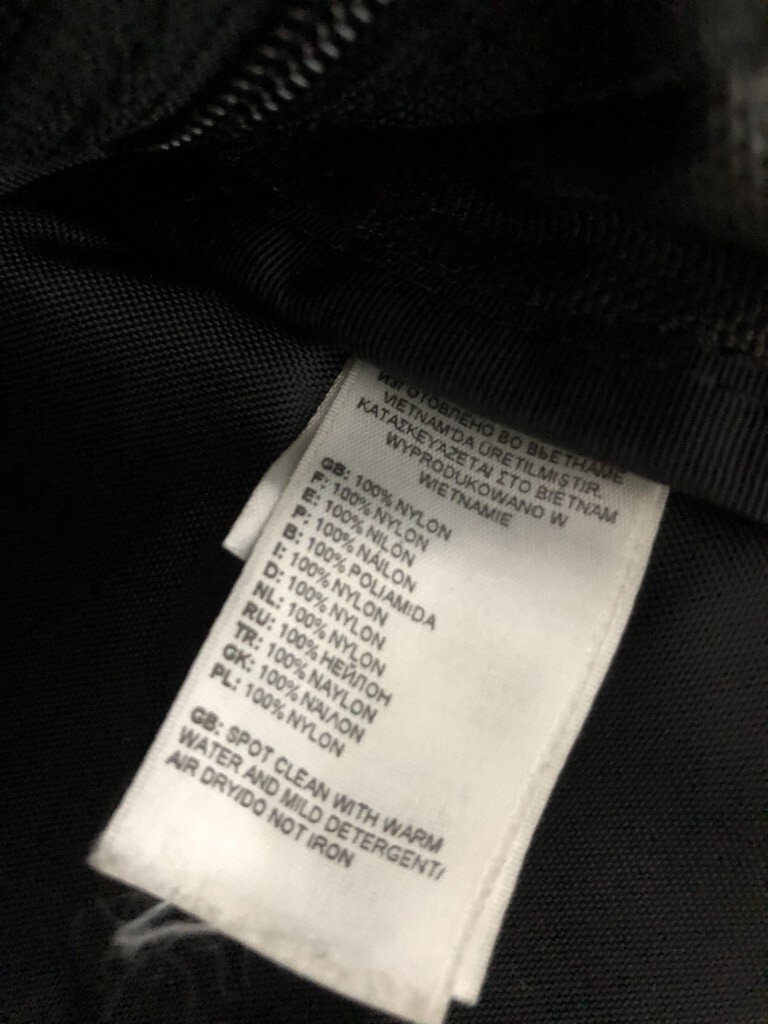 ИЗГОТОВЛЕНО ВО ВЬЕТНАМЕ
VIETNAM'DA ÜRETILMIŞTIR.
ΚΑΤΑΣΚΕΥΑΖΕΤΑΙ ΣΤΟ ΒΙΕΤΝΑΜ
WYPRODUKOWANO W
WIETNAMIE
GB: 100% NYLON
F: 100% NYLON
E: 100% NILÓN
P: 100% NÁILON
B: 100% POLIAMIDA
I: 100% NYLON
D: 100% NYLON
NL: 100% NYLON
RU: 100% НЕЙЛОН
TR: 100% NAYLON
GK: 100% ΝΑΙΛΟΝ
PL: 100% NYLON
GB: SPOT CLEAN WITH WARM
WATER AND MILD DETERGENT/
AIR DRY/DO NOT IRON